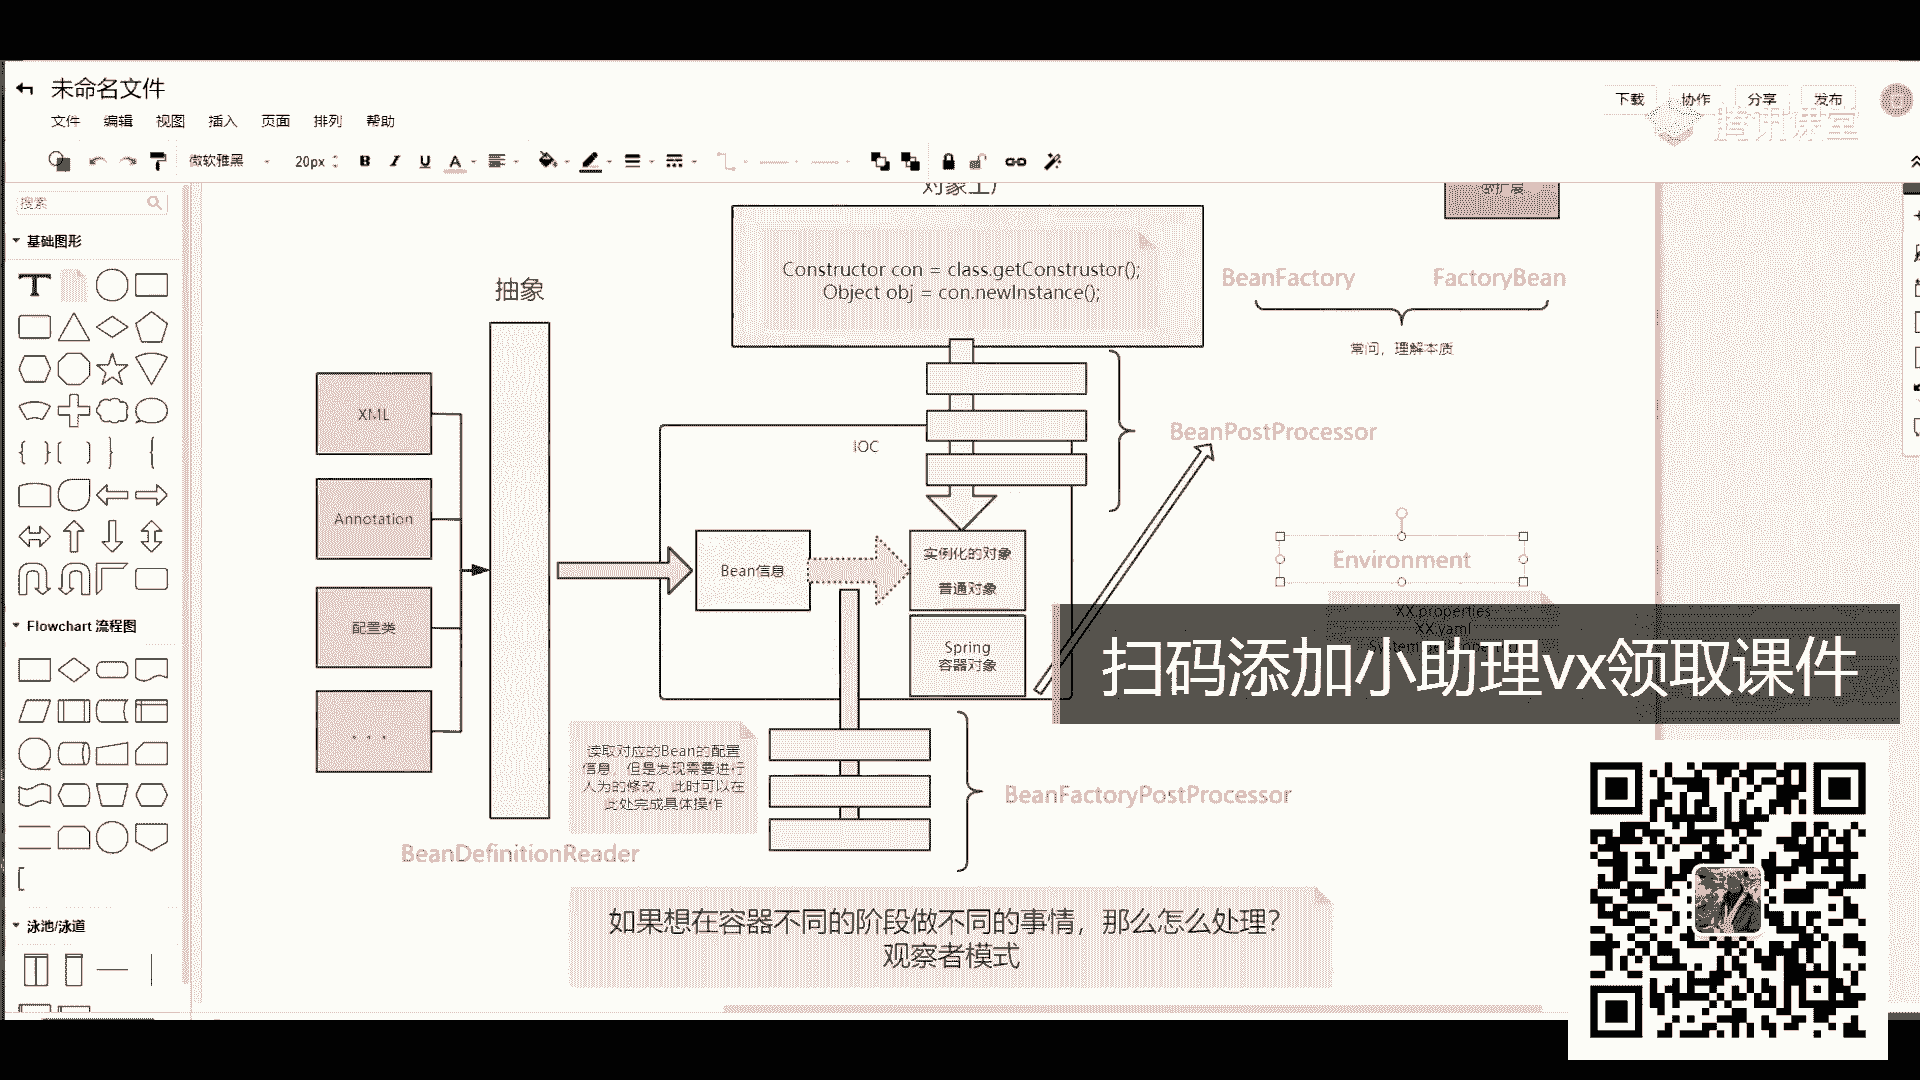 未命名文件
文件 编辑 视图 插入 页面 排列 帮助
下载 协作 分享 发布
腾讯课堂
微软雅黑 20px B I U A
搜索
基础图形
T
Flowchart 流程图
泳池/泳道
对象工厂
做扩展
Constructor con = class.getConstrustor();
Object obj = con.newInstance();
BeanFactory FactoryBean
常问，理解本质
抽象
XML
Annotation
配置类
. . .
IOC
BeanPostProcessor
Bean信息
实例化的对象
普通对象
Spring
容器对象
Environment
XX.properties
XX.yaml
扫码添加小助理vx领取课件
读取对应的Bean的配置
信息，但是发现需要进行
人为的修改，此时可以在
此处完成具体操作
BeanFactoryPostProcessor
BeanDefinitionReader
如果想在容器不同的阶段做不同的事情，那么怎么处理？
观察者模式